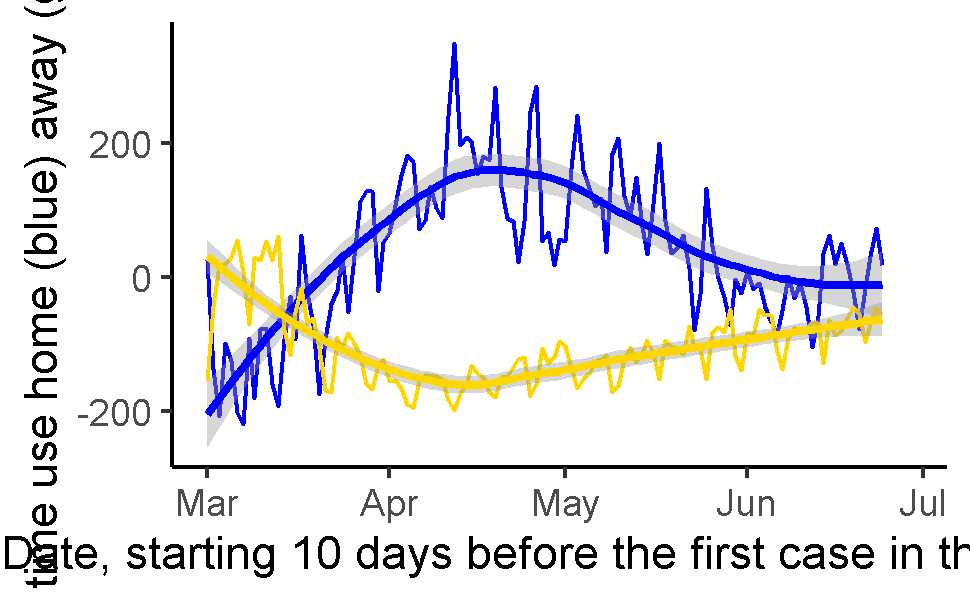 time use home (blue) away (
200
0
-200
Mar Apr May Jun Jul
Date, starting 10 days before the first case in th